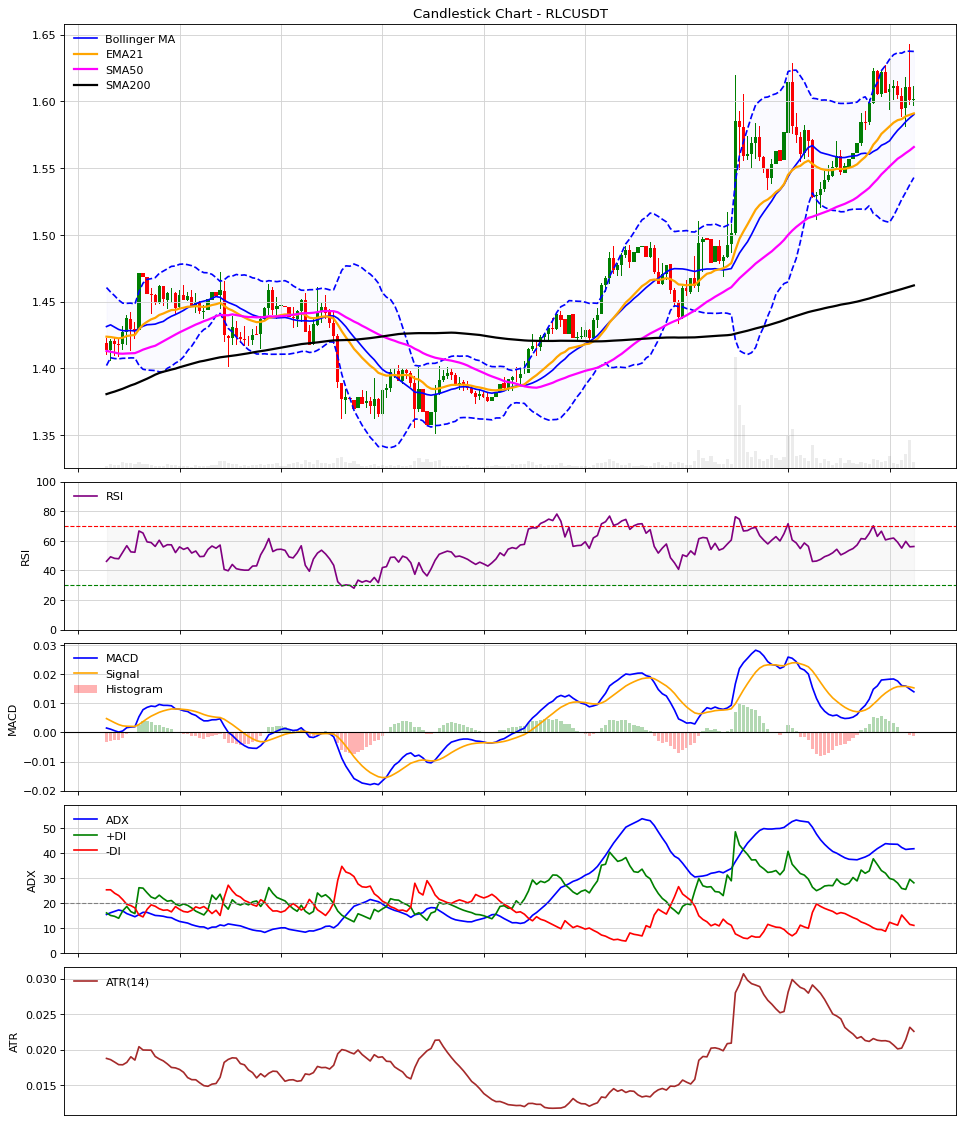 Candlestick Chart - RLCUSDT
1.65
1.60
1.55
1.50
1.45
1.40
1.35
Bollinger MA
EMA21
SMA50
SMA200
100
80
60
40
20
0
RSI
RSI
0.03
0.02
0.01
0.00
−0.01
−0.02
MACD
MACD
Signal
Histogram
50
40
30
20
10
0
ADX
ADX
+DI
-DI
0.030
0.025
0.020
0.015
ATR
ATR(14)